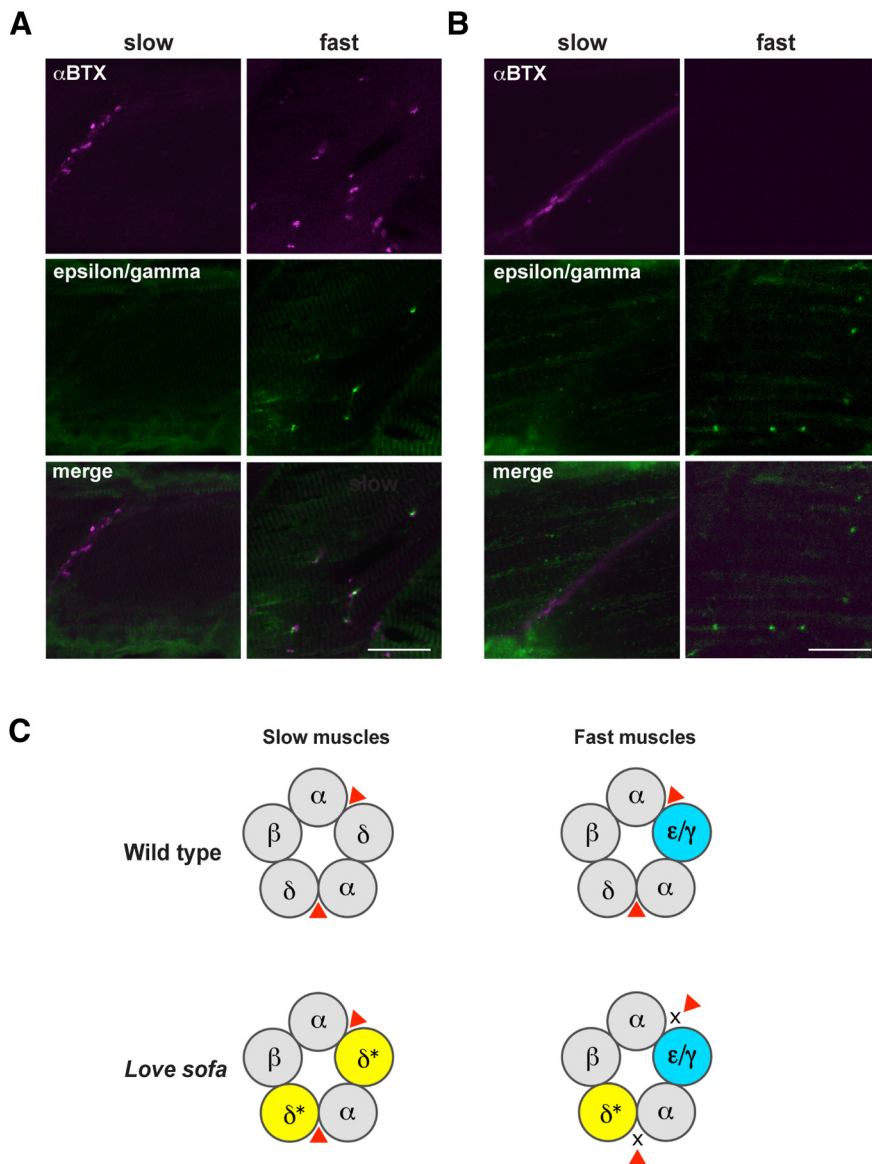 A
B
slow
fast
slow
fast
αBTX
αBTX
epsilon/gamma
epsilon/gamma
merge
slow
merge
C
Slow muscles
Fast muscles
Wild type
α
β
δ
δ
α
α
β
ε/γ
δ
α
Love sofa
α
β
δ*
δ*
α
α
x
β
ε/γ
δ*
α
x